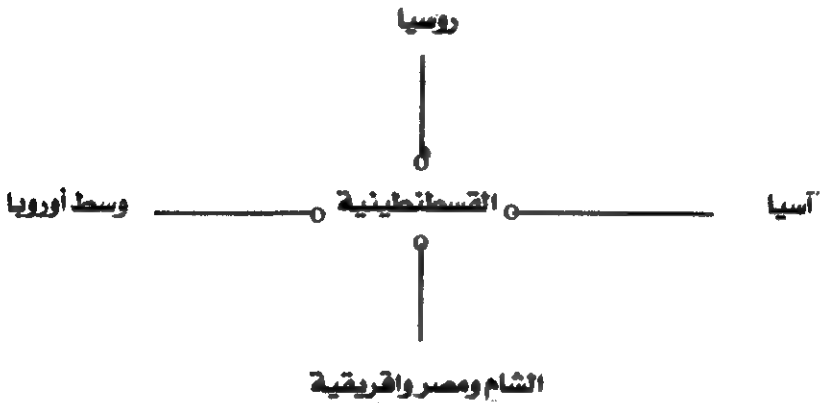 روسيا
آسيا
القسطنطينية
وسط أوروبا
الشام ومصر وافريقية